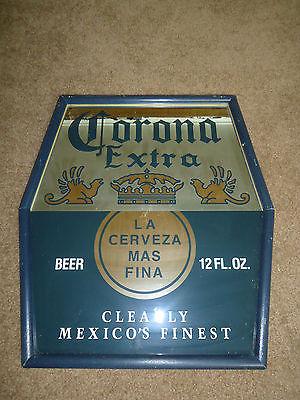 Corona
Extra
LA
CERVEZA
MAS
FINA
BEER
12 FL. OZ.
CLEARLY
MEXICO'S FINEST